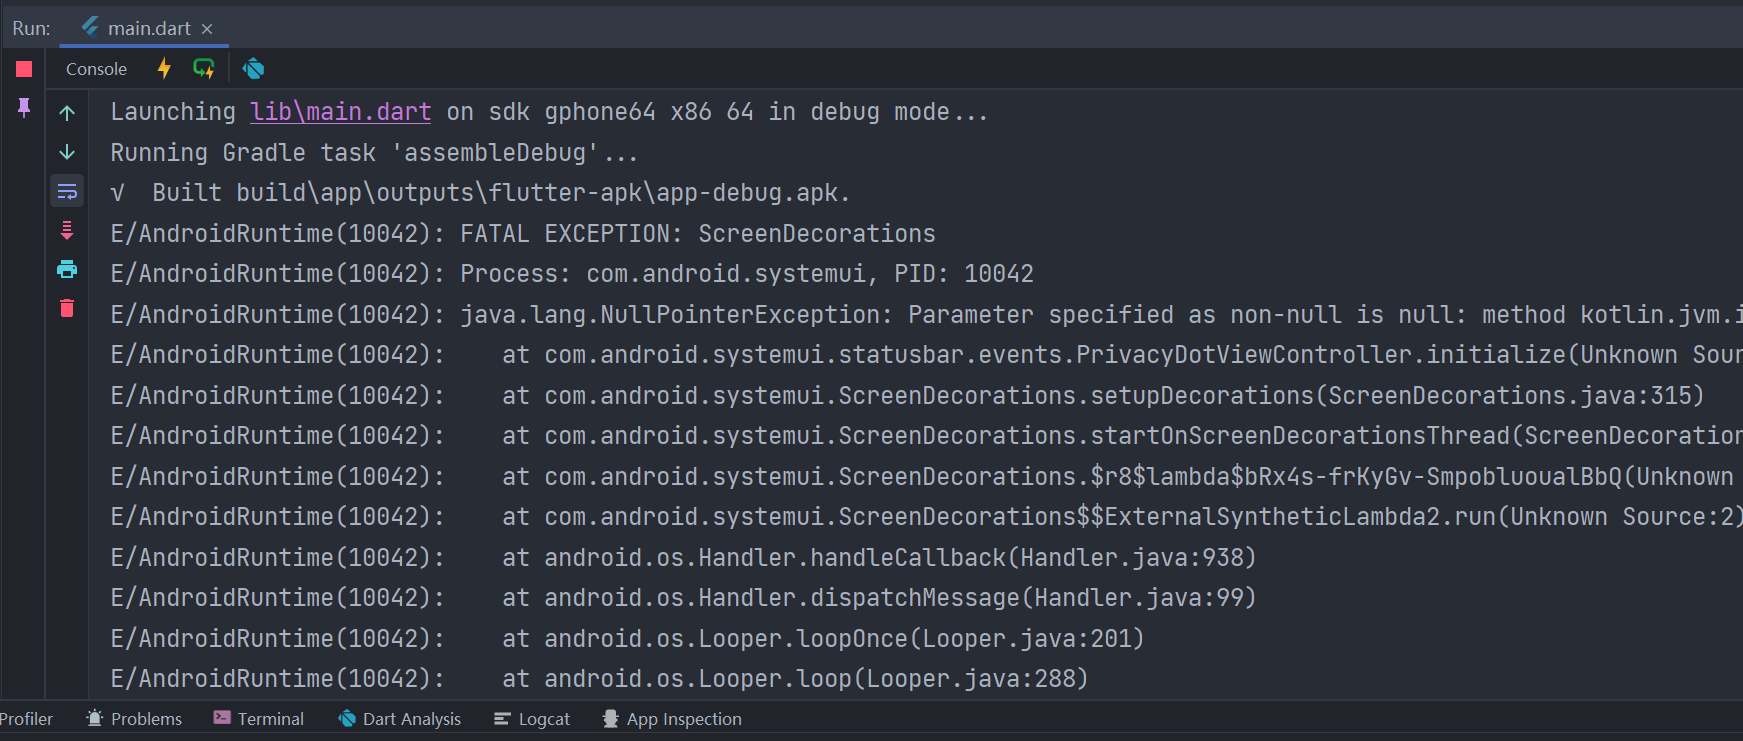 Run: main.dart
Console
Launching lib\main.dart on sdk gphone64 x86 64 in debug mode...
Running Gradle task 'assembleDebug'...
√  Built build\app\outputs\flutter-apk\app-debug.apk.
E/AndroidRuntime(10042): FATAL EXCEPTION: ScreenDecorations
E/AndroidRuntime(10042): Process: com.android.systemui, PID: 10042
E/AndroidRuntime(10042): java.lang.NullPointerException: Parameter specified as non-null is null: method kotlin.jvm.i
E/AndroidRuntime(10042):    at com.android.systemui.statusbar.events.PrivacyDotViewController.initialize(Unknown Sour
E/AndroidRuntime(10042):    at com.android.systemui.ScreenDecorations.setupDecorations(ScreenDecorations.java:315)
E/AndroidRuntime(10042):    at com.android.systemui.ScreenDecorations.startOnScreenDecorationsThread(ScreenDecoration
E/AndroidRuntime(10042):    at com.android.systemui.ScreenDecorations.$r8$lambda$bRx4s-frKyGv-SmpobluoualBbQ(Unknown
E/AndroidRuntime(10042):    at com.android.systemui.ScreenDecorations$$ExternalSyntheticLambda2.run(Unknown Source:2)
E/AndroidRuntime(10042):    at android.os.Handler.handleCallback(Handler.java:938)
E/AndroidRuntime(10042):    at android.os.Handler.dispatchMessage(Handler.java:99)
E/AndroidRuntime(10042):    at android.os.Looper.loopOnce(Looper.java:201)
E/AndroidRuntime(10042):    at android.os.Looper.loop(Looper.java:288)
Profiler Problems Terminal Dart Analysis Logcat App Inspection